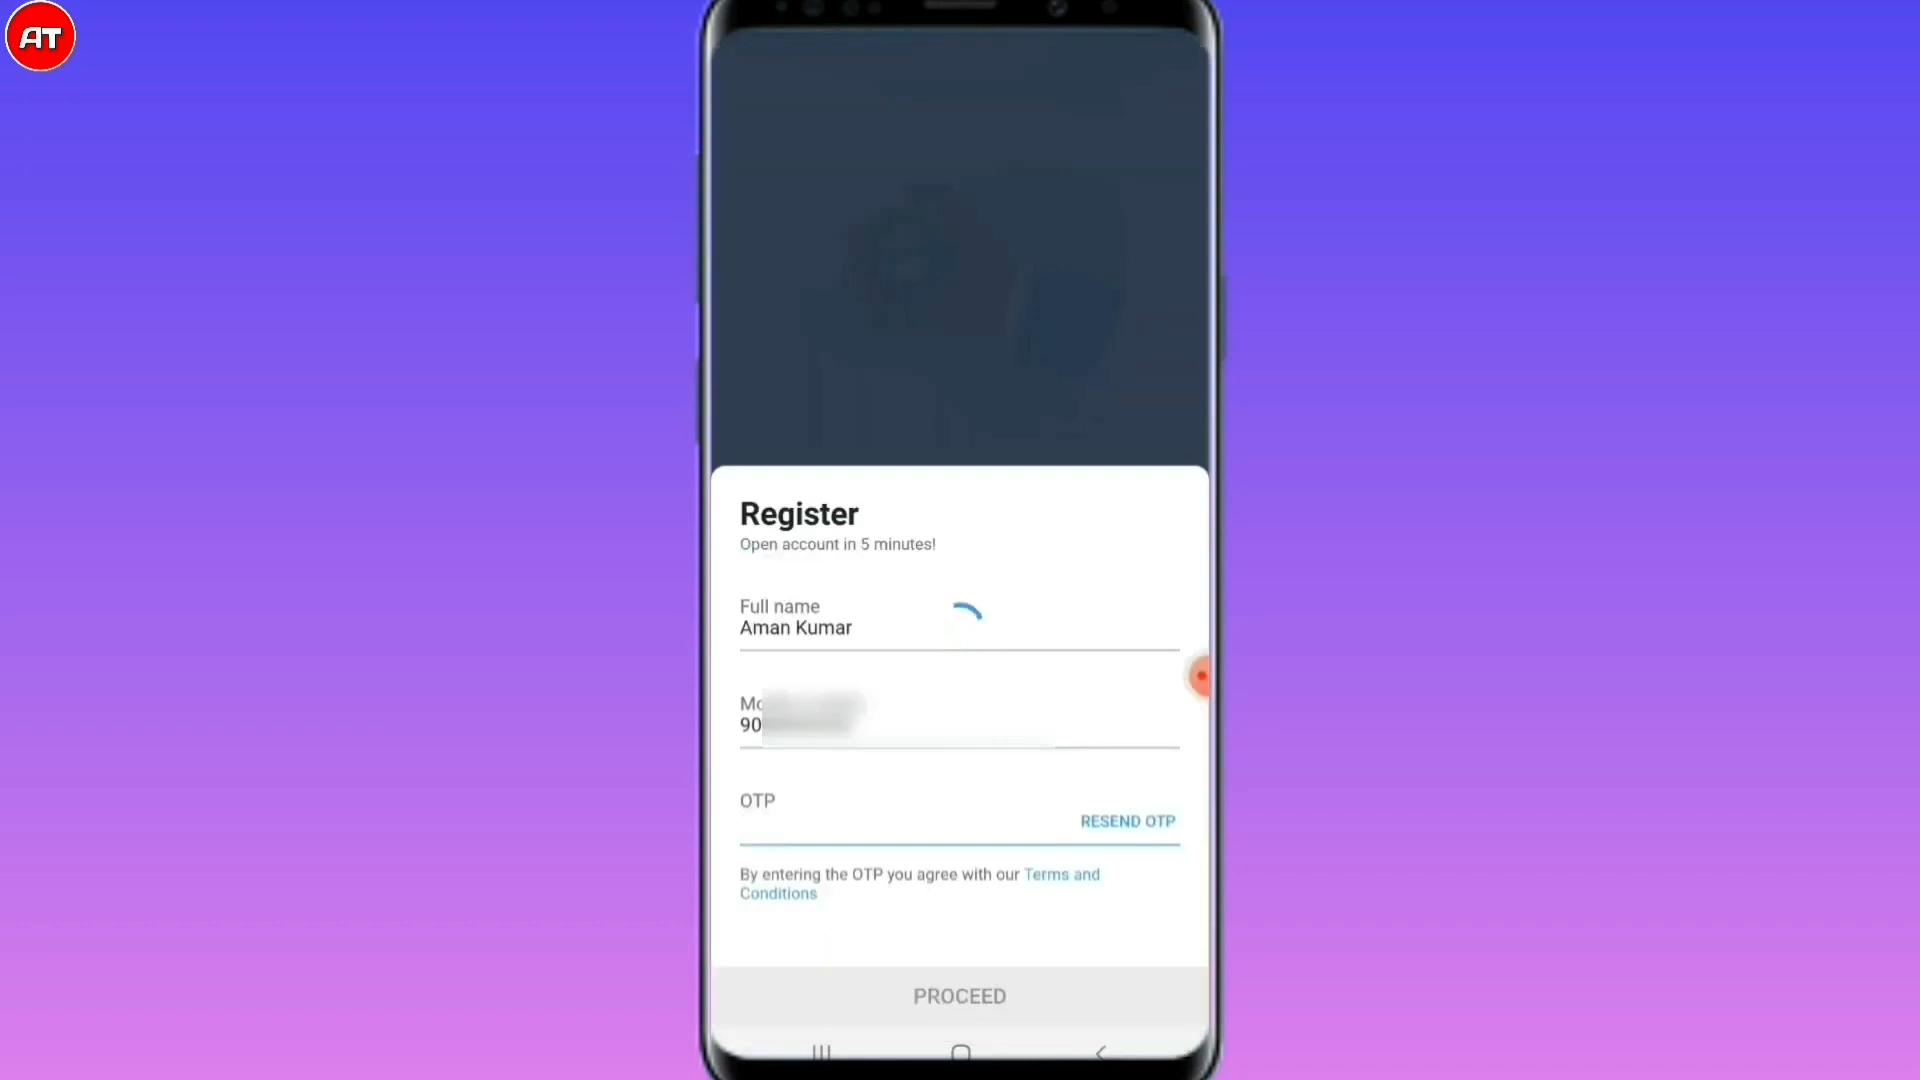 AT
Register
Open account in 5 minutes!
Full name
Aman Kumar
90
OTP
RESEND OTP
By entering the OTP you agree with our Terms and
Conditions
PROCEED